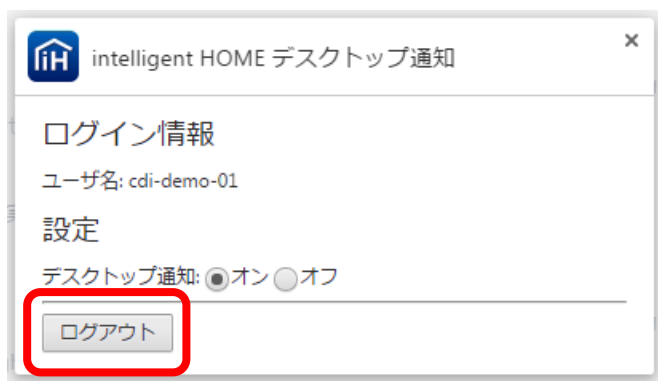 iH intelligent HOME デスクトップ通知 ×
ログイン情報
ユーザ名: cdi-demo-01
設定
デスクトップ通知: オン オフ
ログアウト